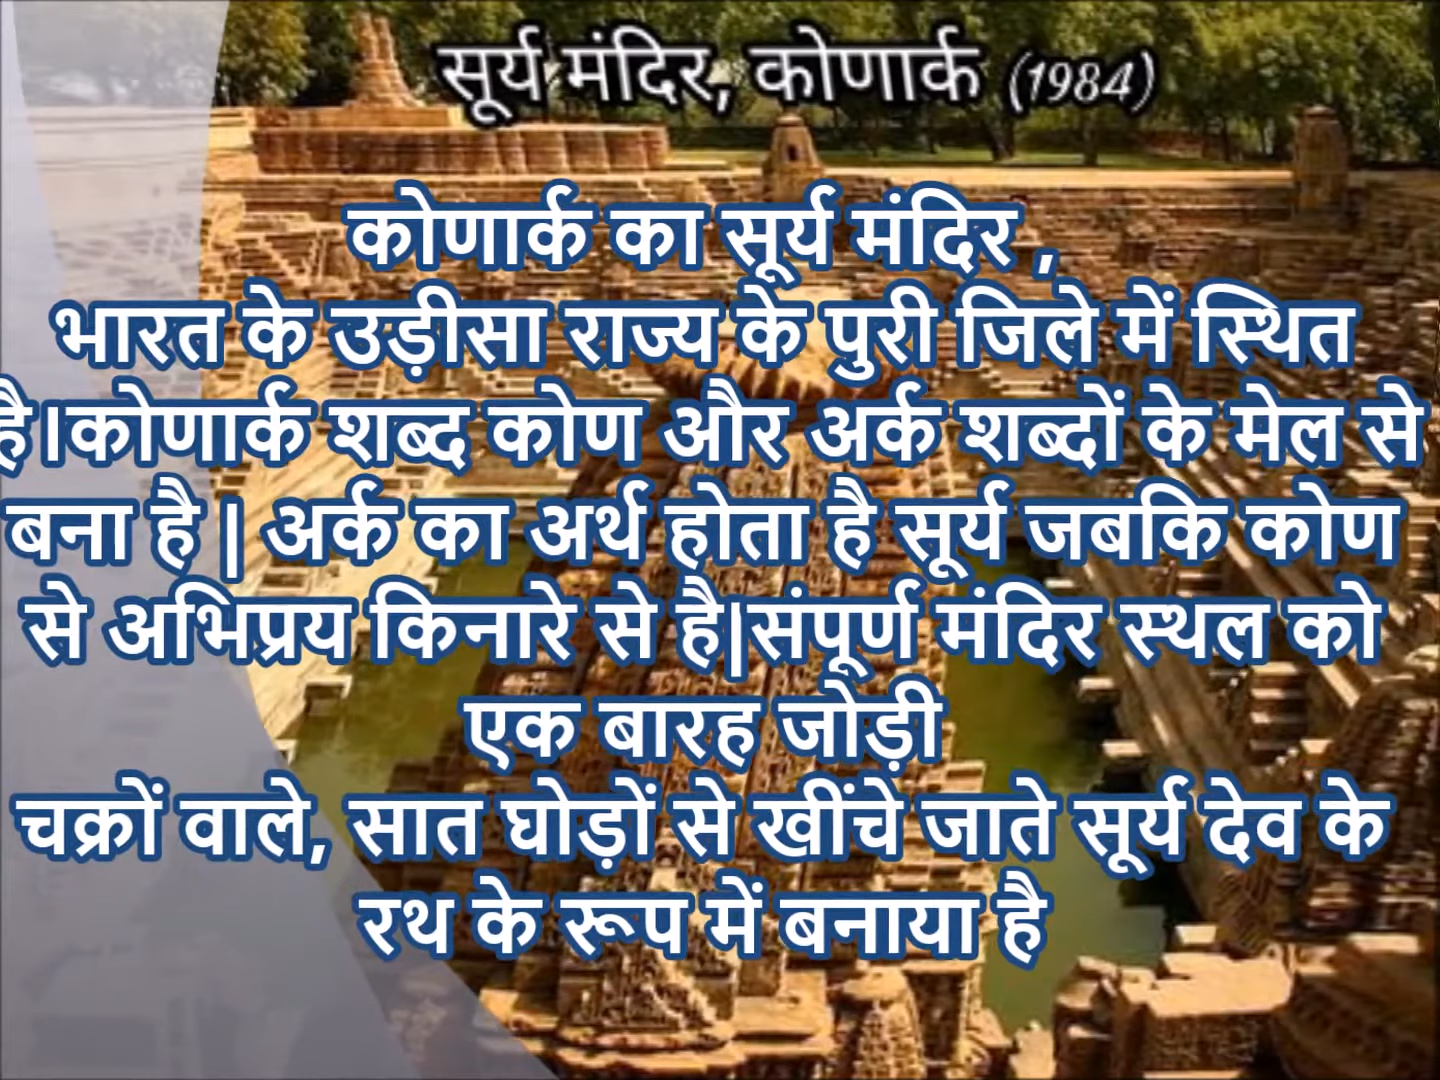 सूर्य मंदिर, कोणार्क (1984)
कोणार्क का सूर्य मंदिर ,
भारत के उड़ीसा राज्य के पुरी जिले में स्थित
है।कोणार्क शब्द कोण और अर्क शब्दों के मेल से
बना है | अर्क का अर्थ होता है सूर्य जबकि कोण
से अभिप्रय किनारे से है|संपूर्ण मंदिर स्थल को
एक बारह जोड़ी
चक्रों वाले, सात घोड़ों से खींचे जाते सूर्य देव के
रथ के रूप में बनाया है